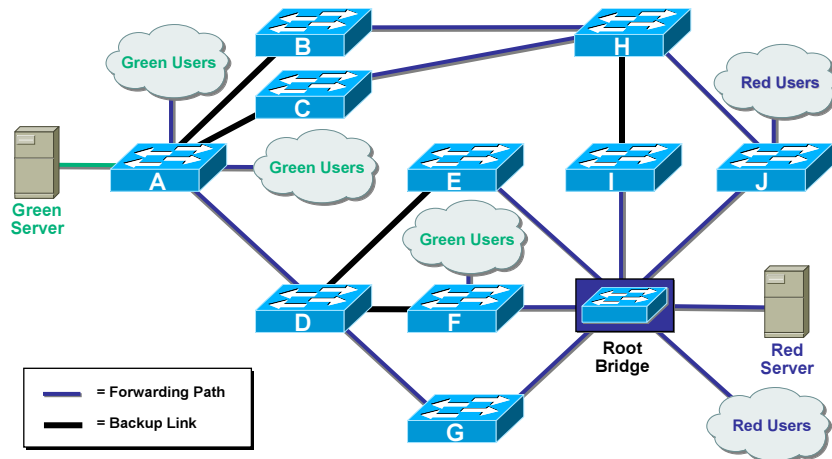 B
H
Green Users
C
Red Users
A
Green Users
E
I
J
Green
Server
Green Users
D
F
Root
Bridge
Red
Server
= Forwarding Path
= Backup Link
G
Red Users